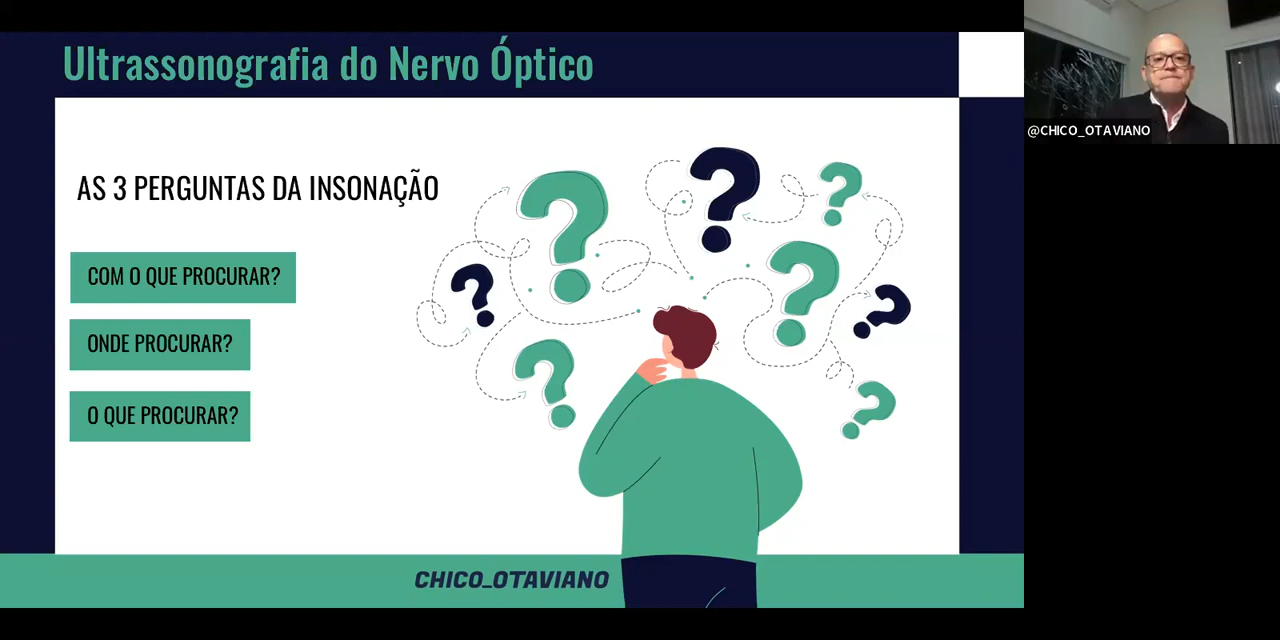 Ultrassonografia do Nervo Óptico
@CHICO_OTAVIANO
AS 3 PERGUNTAS DA INSONAÇÃO
COM O QUE PROCURAR?
ONDE PROCURAR?
O QUE PROCURAR?
CHICO_OTAVIANO